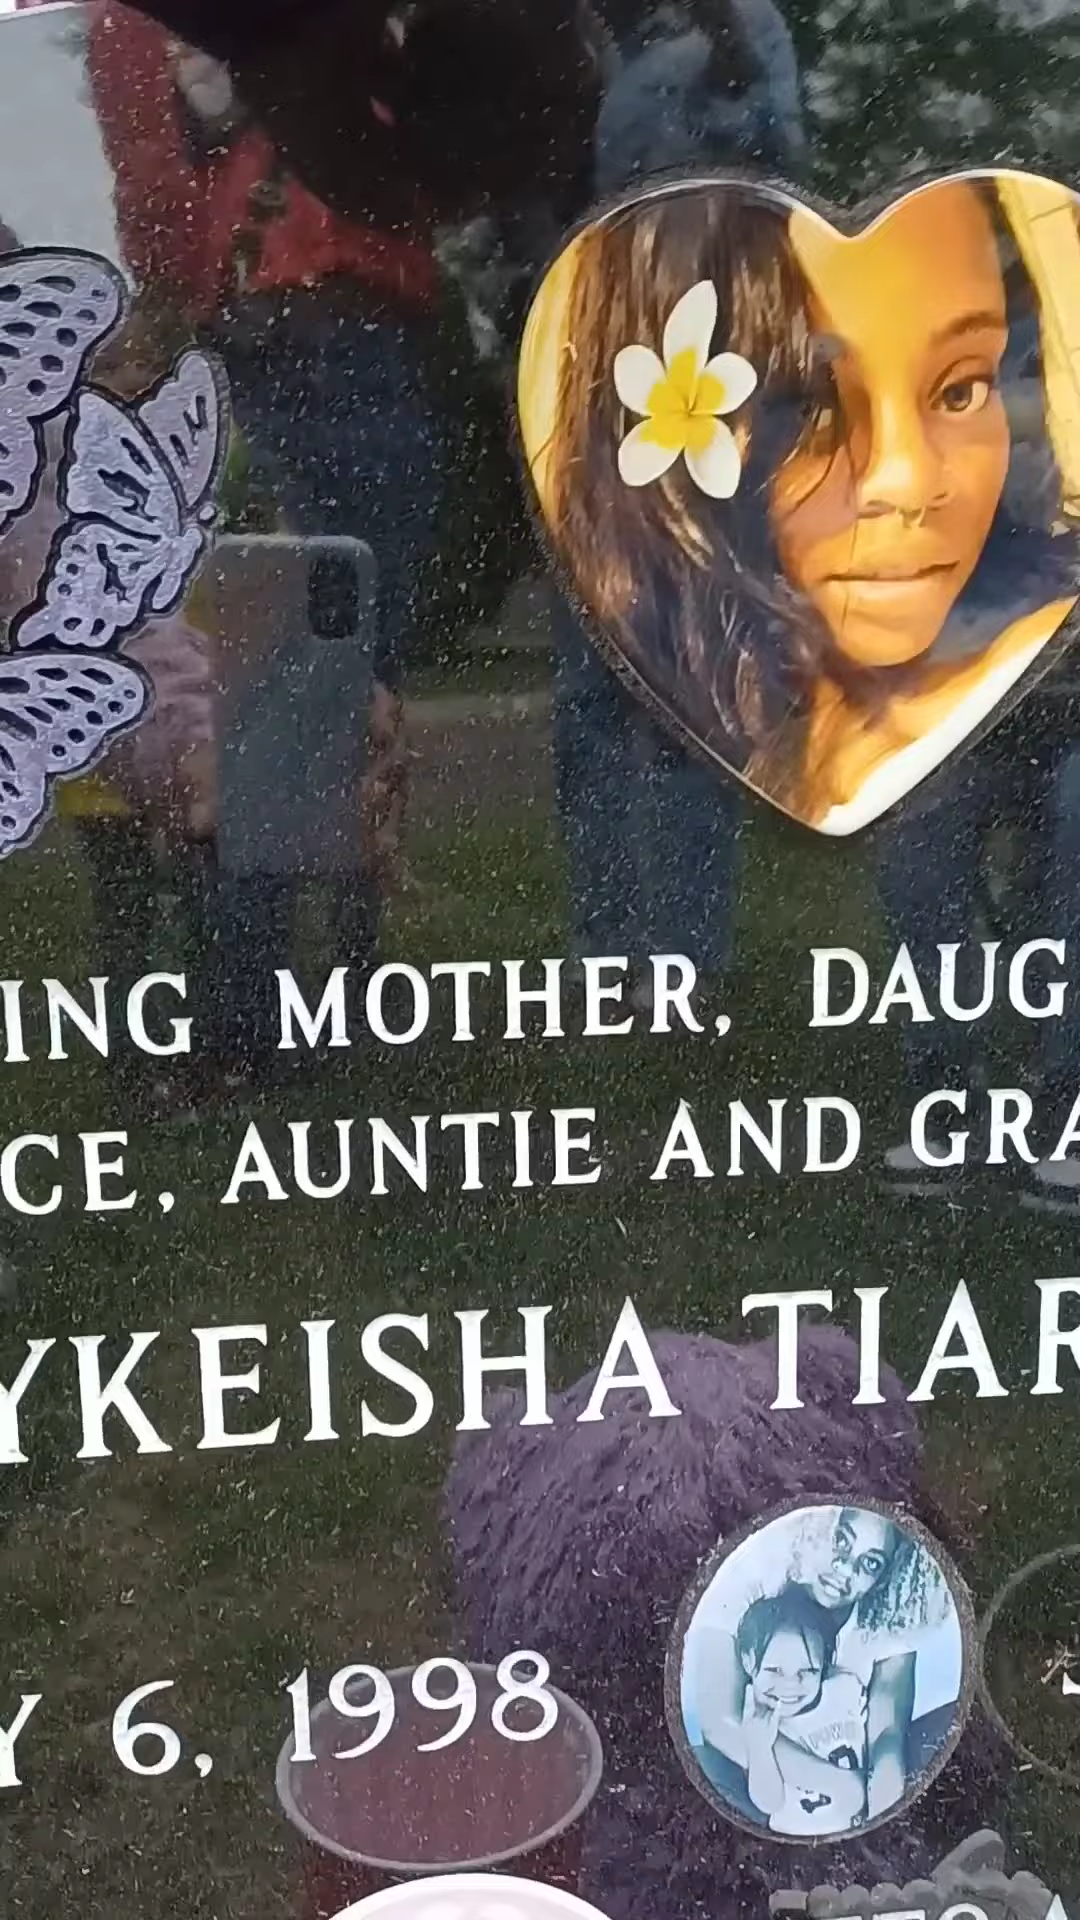 ING MOTHER, DAUG
CE, AUNTIE AND GRA
YKEISHA TIAR
Y 6, 1998